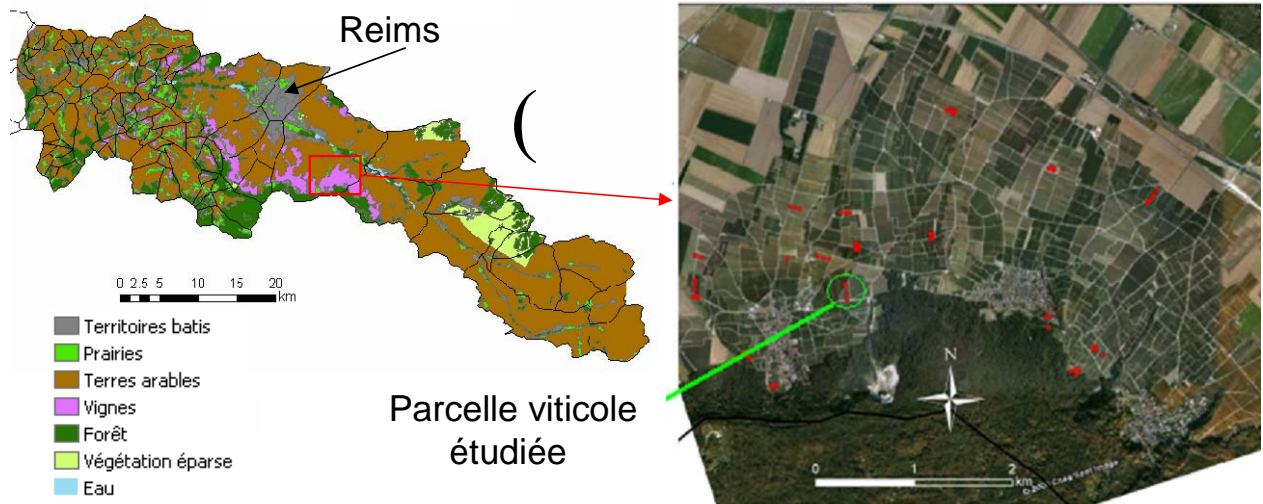 Reims
(
0 2.5 5 10 15 20
km
Territoires batis
Prairies
Terres arables
Vignes
Forêt
Végétation éparse
Eau
Parcelle viticole
étudiée
N
0 1 2
km